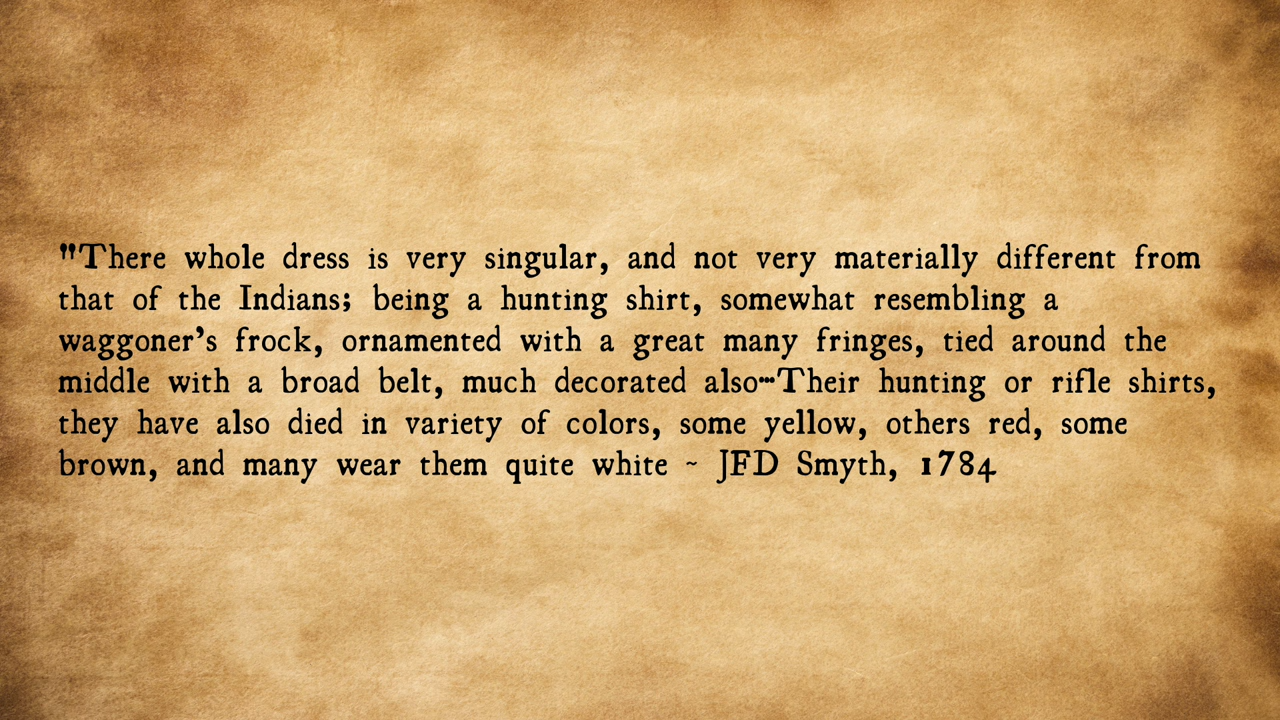 "There whole dress is very singular, and not very materially different from
that of the Indians; being a hunting shirt, somewhat resembling a
waggoner's frock, ornamented with a great many fringes, tied around the
middle with a broad belt, much decorated also…Their hunting or rifle shirts,
they have also died in variety of colors, some yellow, others red, some
brown, and many wear them quite white ~ JFD Smyth, 1784